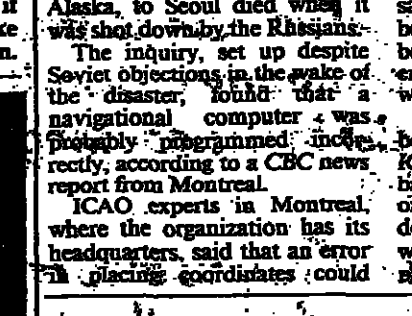 Alaska, to Seoul died when it
was shot down by the Russians.
The inquiry, set up despite
Soviet objections in the wake of
the disaster, found that a
navigational computer was
probably programmed incor-
rectly, according to a CBC news
report from Montreal.
ICAO experts in Montreal,
where the organization has its
headquarters, said that an error
in placing coordinates could